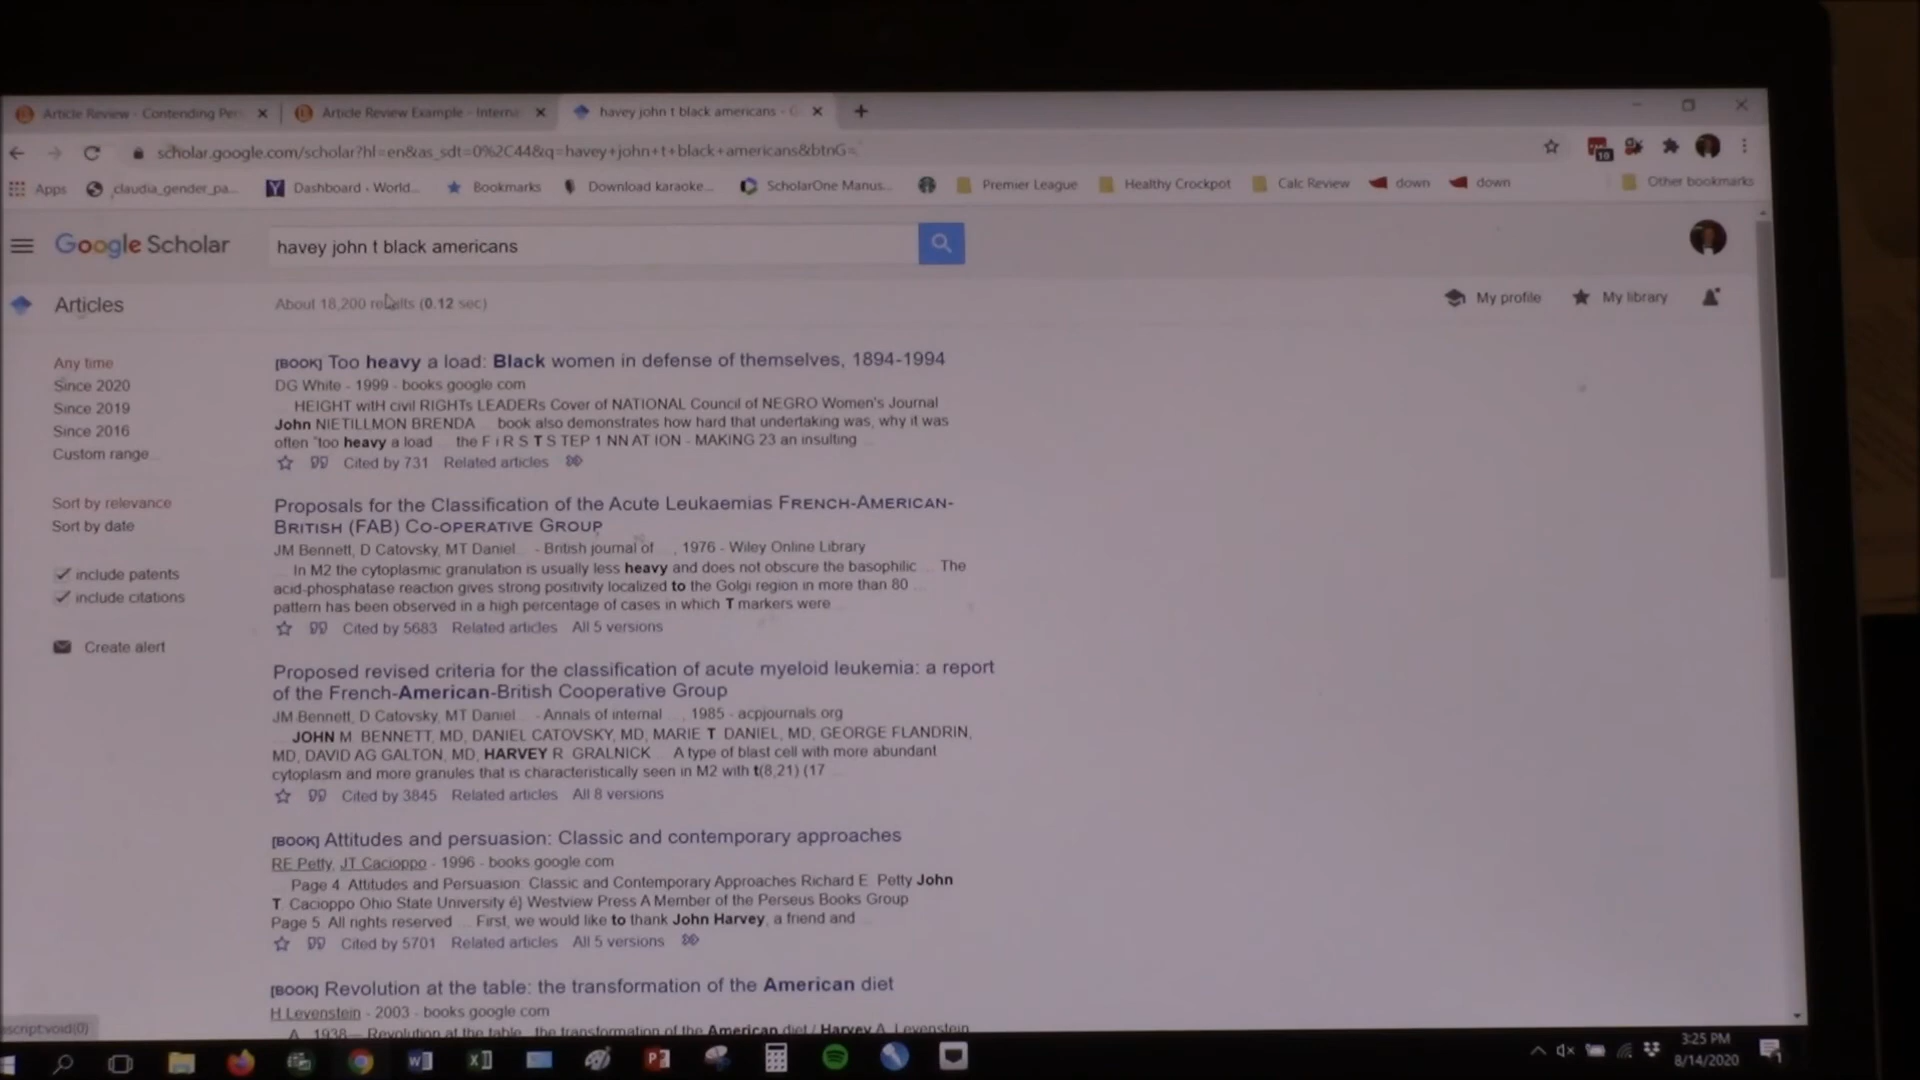 Article Review - Contending Per
Article Review Example - Interna
havey john t black americans - G
scholar.google.com/scholar?hl=en&as_sdt=0%2C44&q=havey+john+t+black+americans&btnG=
10
Apps
claudia_gender_pa...
Dashboard - World...
Bookmarks
Download karaoke...
ScholarOne Manus...
Premier League
Healthy Crockpot
Calc Review
down
down
Other bookmarks
Google Scholar
havey john t black americans
Articles
About 18,200 results (0.12 sec)
My profile
My library
Any time
Since 2020
Since 2019
Since 2016
Custom range...
Sort by relevance
Sort by date
include patents
include citations
Create alert
[BOOK] Too heavy a load: Black women in defense of themselves, 1894-1994
DG White - 1999 - books.google.com
HEIGHT witH civil RIGHTs LEADERs Cover of NATIONAL Council of NEGRO Women's Journal
John NIETILLMON BRENDA ... book also demonstrates how hard that undertaking was, why it was
often "too heavy a load ... the F i R S T S TEP 1 NN AT ION - MAKING 23 an insulting ...
Cited by 731 Related articles
Proposals for the Classification of the Acute Leukaemias FRENCH-AMERICAN-
BRITISH (FAB) CO-OPERATIVE GROUP
JM Bennett, D Catovsky, MT Daniel... - British journal of ..., 1976 - Wiley Online Library
... In M2 the cytoplasmic granulation is usually less heavy and does not obscure the basophilic ... The
acid-phosphatase reaction gives strong positivity localized to the Golgi region in more than 80 ...
pattern has been observed in a high percentage of cases in which T markers were ...
Cited by 5683 Related articles All 5 versions
Proposed revised criteria for the classification of acute myeloid leukemia: a report
of the French-American-British Cooperative Group
JM Bennett, D Catovsky, MT Daniel... - Annals of internal ..., 1985 - acpjournals.org
... JOHN M. BENNETT, MD, DANIEL CATOVSKY, MD, MARIE T. DANIEL, MD, GEORGE FLANDRIN,
MD, DAVID AG GALTON, MD, HARVEY R. GRALNICK ... A type of blast cell with more abundant
cytoplasm and more granules that is characteristically seen in M2 with t(8,21) (17 ...
Cited by 3845 Related articles All 8 versions
[BOOK] Attitudes and persuasion: Classic and contemporary approaches
RE Petty, JT Cacioppo - 1996 - books.google.com
... Page 4. Attitudes and Persuasion. Classic and Contemporary Approaches Richard E. Petty John
T. Cacioppo Ohio State University é) Westview Press A Member of the Perseus Books Group
Page 5. All rights reserved ... First, we would like to thank John Harvey, a friend and ...
Cited by 5701 Related articles All 5 versions
[BOOK] Revolution at the table: the transformation of the American diet
H Levenstein - 2003 - books.google.com
A. 1938— Revolution at the table : the transformation of the American diet / Harvey A. Levenstein
ascript:void(0)
3:25 PM
8/14/2020
1